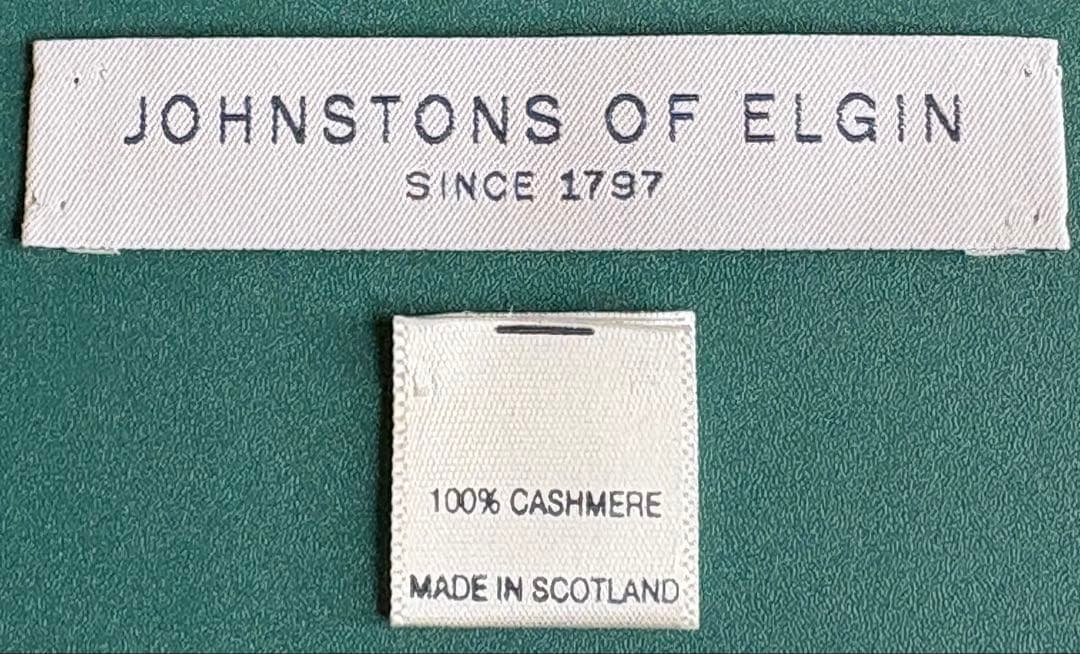 JOHNSTONS OF ELGIN
SINCE 1797
100% CASHMERE
MADE IN SCOTLAND